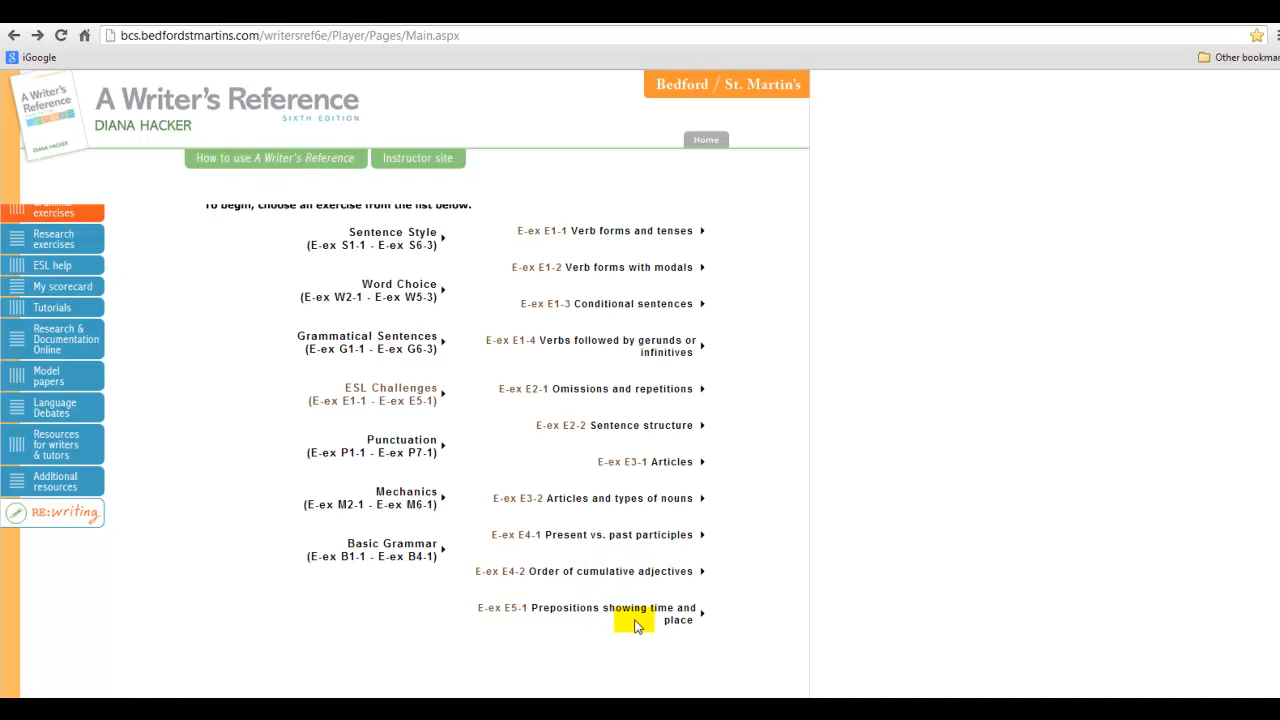 bcs.bedfordstmartins.com/writersref6e/Player/Pages/Main.aspx
iGoogle
Other bookmar
A Writer's
Reference
DIANA HACKER
A Writer's Reference
SIXTH EDITION
DIANA HACKER
Bedford / St. Martin's
Home
How to use A Writer's Reference
Instructor site
exercises
Research
exercises
ESL help
My scorecard
Tutorials
Research &
Documentation
Online
Model
papers
Language
Debates
Resources
for writers
& tutors
Additional
resources
RE:writing
To begin, choose an exercise from the list below.
Sentence Style
(E-ex S1-1 - E-ex S6-3)
Word Choice
(E-ex W2-1 - E-ex W5-3)
Grammatical Sentences
(E-ex G1-1 - E-ex G6-3)
ESL Challenges
(E-ex E1-1 - E-ex E5-1)
Punctuation
(E-ex P1-1 - E-ex P7-1)
Mechanics
(E-ex M2-1 - E-ex M6-1)
Basic Grammar
(E-ex B1-1 - E-ex B4-1)
E-ex E1-1 Verb forms and tenses
E-ex E1-2 Verb forms with modals
E-ex E1-3 Conditional sentences
E-ex E1-4 Verbs followed by gerunds or
infinitives
E-ex E2-1 Omissions and repetitions
E-ex E2-2 Sentence structure
E-ex E3-1 Articles
E-ex E3-2 Articles and types of nouns
E-ex E4-1 Present vs. past participles
E-ex E4-2 Order of cumulative adjectives
E-ex E5-1 Prepositions showing time and
place